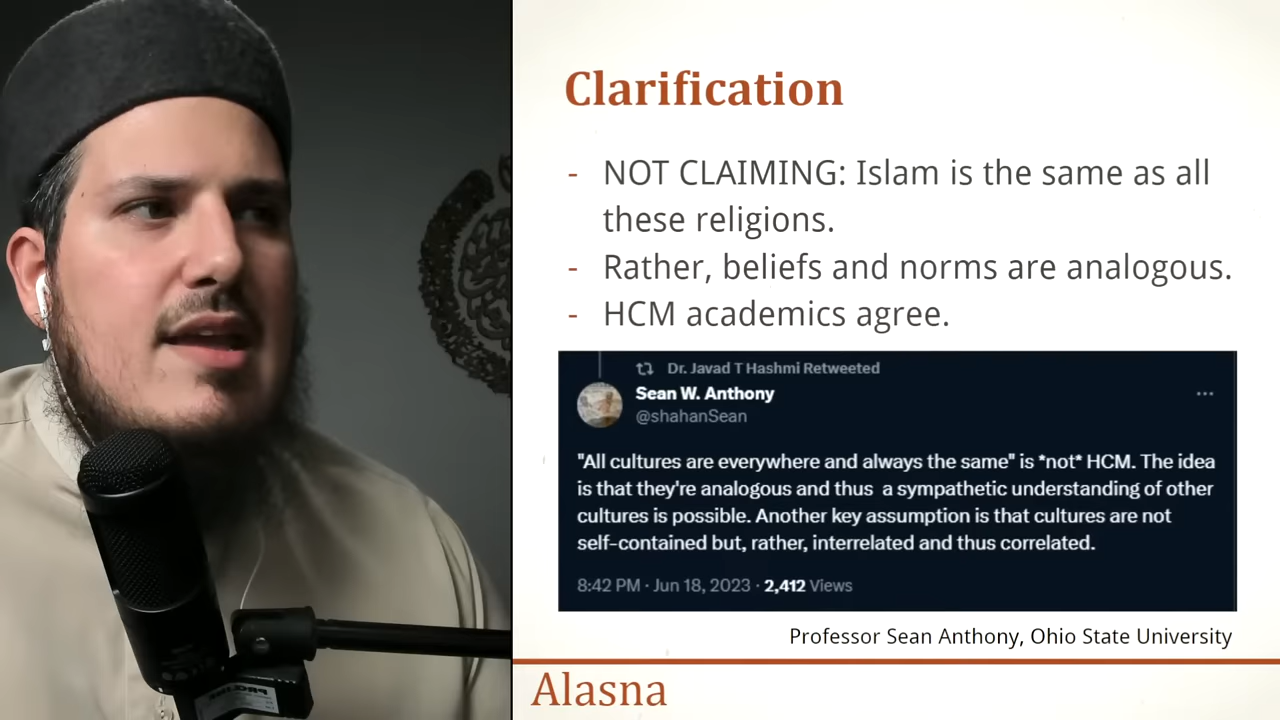 Clarification
- NOT CLAIMING: Islam is the same as all
these religions.
- Rather, beliefs and norms are analogous.
- HCM academics agree.
Dr. Javad T Hashmi Retweeted
Sean W. Anthony
@shahanSean
"All cultures are everywhere and always the same" is *not* HCM. The idea
is that they're analogous and thus a sympathetic understanding of other
cultures is possible. Another key assumption is that cultures are not
self-contained but, rather, interrelated and thus correlated.
8:42 PM · Jun 18, 2023 · 2,412 Views
Professor Sean Anthony, Ohio State University
Alasna